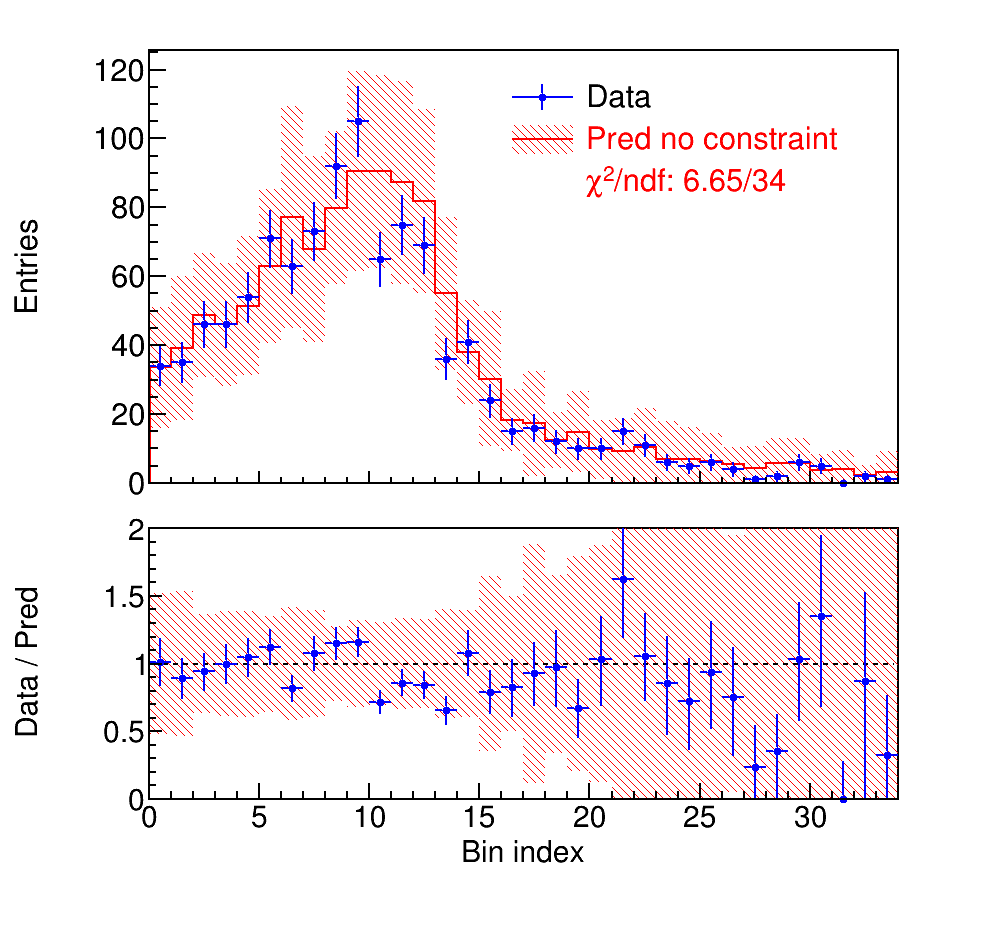 120
100
80
60
40
20
0
Entries
Data
Pred no constraint
χ²/ndf: 6.65/34
2
1.5
1
0.5
0
Data / Pred
0 5 10 15 20 25 30
Bin index